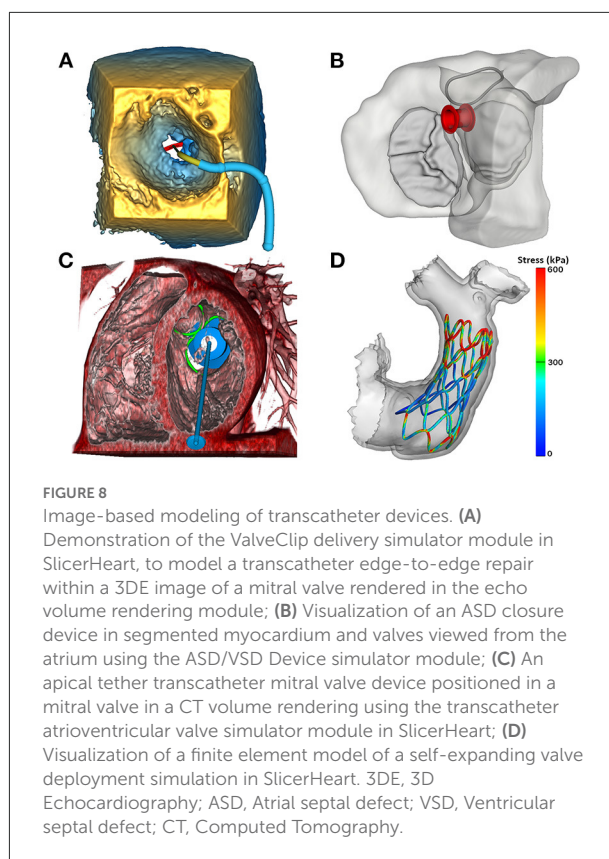 A
B
C
D
Stress (kPa)
600
300
0
FIGURE 8
Image-based modeling of transcatheter devices. (A)
Demonstration of the ValveClip delivery simulator module in
SlicerHeart, to model a transcatheter edge-to-edge repair
within a 3DE image of a mitral valve rendered in the echo
volume rendering module; (B) Visualization of an ASD closure
device in segmented myocardium and valves viewed from the
atrium using the ASD/VSD Device simulator module; (C) An
apical tether transcatheter mitral valve device positioned in a
mitral valve in a CT volume rendering using the transcatheter
atrioventricular valve simulator module in SlicerHeart; (D)
Visualization of a finite element model of a self-expanding valve
deployment simulation in SlicerHeart. 3DE, 3D
Echocardiography; ASD, Atrial septal defect; VSD, Ventricular
septal defect; CT, Computed Tomography.